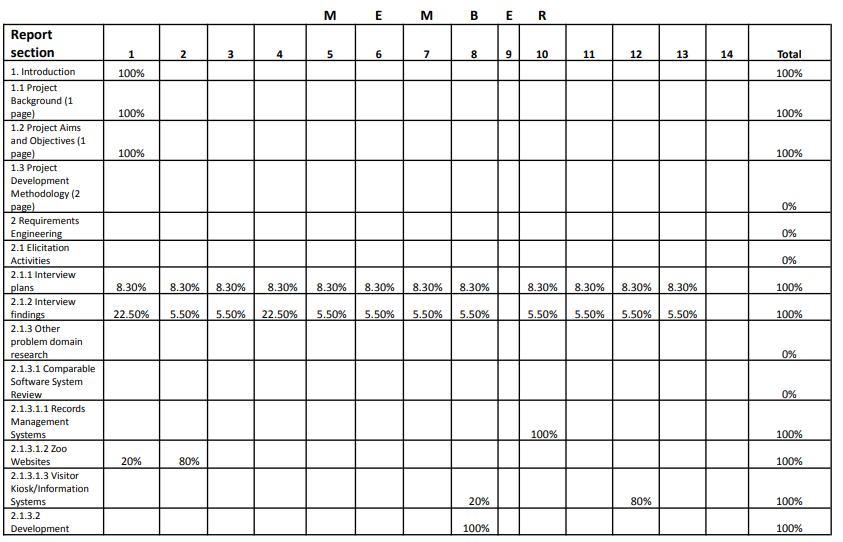 M E M B E R
Report
section 1 2 3 4 5 6 7 8 9 10 11 12 13 14 Total
1. Introduction 100% 100%
1.1 Project
Background (1
page) 100% 100%
1.2 Project Aims
and Objectives (1
page) 100% 100%
1.3 Project
Development
Methodology (2
page) 0%
2 Requirements
Engineering 0%
2.1 Elicitation
Activities 0%
2.1.1 Interview
plans 8.30% 8.30% 8.30% 8.30% 8.30% 8.30% 8.30% 8.30% 8.30% 8.30% 8.30% 8.30% 100%
2.1.2 Interview
findings 22.50% 5.50% 5.50% 22.50% 5.50% 5.50% 5.50% 5.50% 5.50% 5.50% 5.50% 5.50% 100%
2.1.3 Other
problem domain
research 0%
2.1.3.1 Comparable
Software System
Review 0%
2.1.3.1.1 Records
Management
Systems 100% 100%
2.1.3.1.2 Zoo
Websites 20% 80% 100%
2.1.3.1.3 Visitor
Kiosk/Information
Systems 20% 80% 100%
2.1.3.2
Development 100% 100%